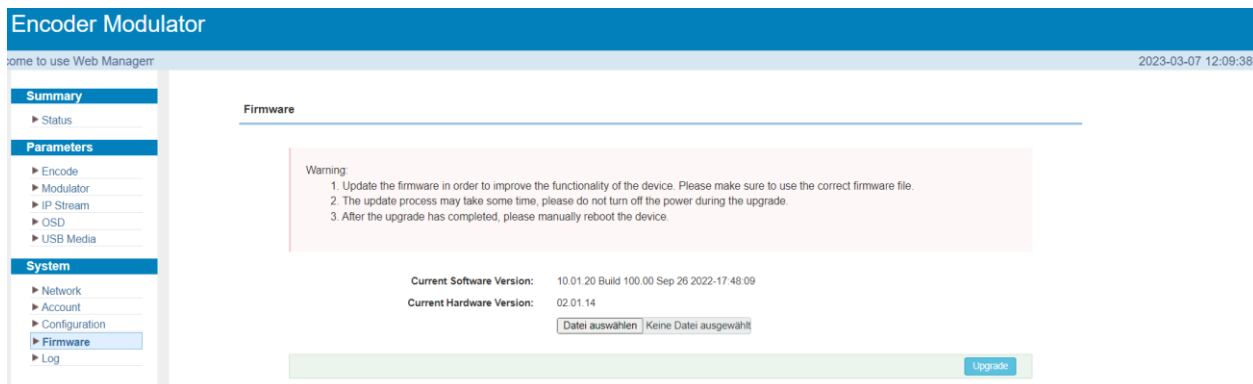 Encoder Modulator
come to use Web Managem
2023-03-07 12:09:38
Summary
Status
Parameters
Encode
Modulator
IP Stream
OSD
USB Media
System
Network
Account
Configuration
Firmware
Log
Firmware
Warning:
1. Update the firmware in order to improve the functionality of the device. Please make sure to use the correct firmware file.
2. The update process may take some time, please do not turn off the power during the upgrade.
3. After the upgrade has completed, please manually reboot the device.
Current Software Version: 10.01.20 Build 100.00 Sep 26 2022-17:48:09
Current Hardware Version: 02.01.14
Datei auswählen Keine Datei ausgewählt
Upgrade